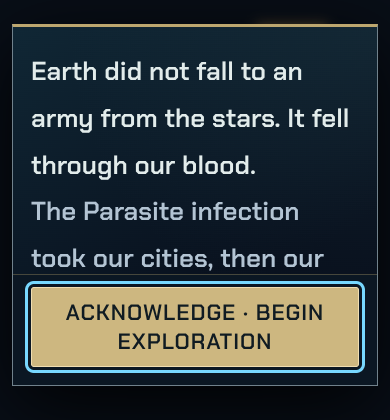 Earth did not fall to an
army from the stars. It fell
through our blood.
The Parasite infection
took our cities, then our
ACKNOWLEDGE · BEGIN
EXPLORATION